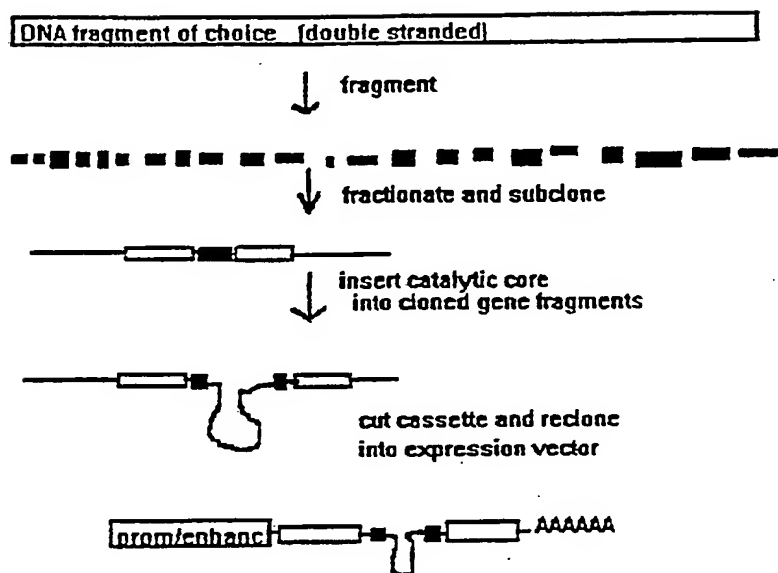 DNA fragment of choice (double stranded)
fragment
fractionate and subclone
insert catalytic core
into cloned gene fragments
cut cassette and reclone
into expression vector
prom/enhanc
AAAAAA